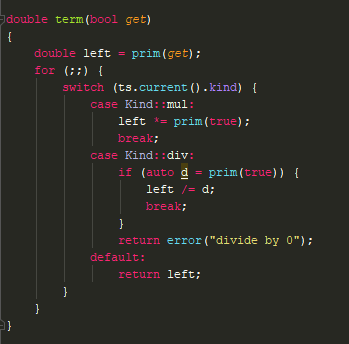 double term(bool get)
{
    double left = prim(get);
    for (;;) {
        switch (ts.current().kind) {
            case Kind::mul:
                left *= prim(true);
                break;
            case Kind::div:
                if (auto d = prim(true)) {
                    left /= d;
                    break;
                }
                return error("divide by 0");
            default:
                return left;
        }
    }
}